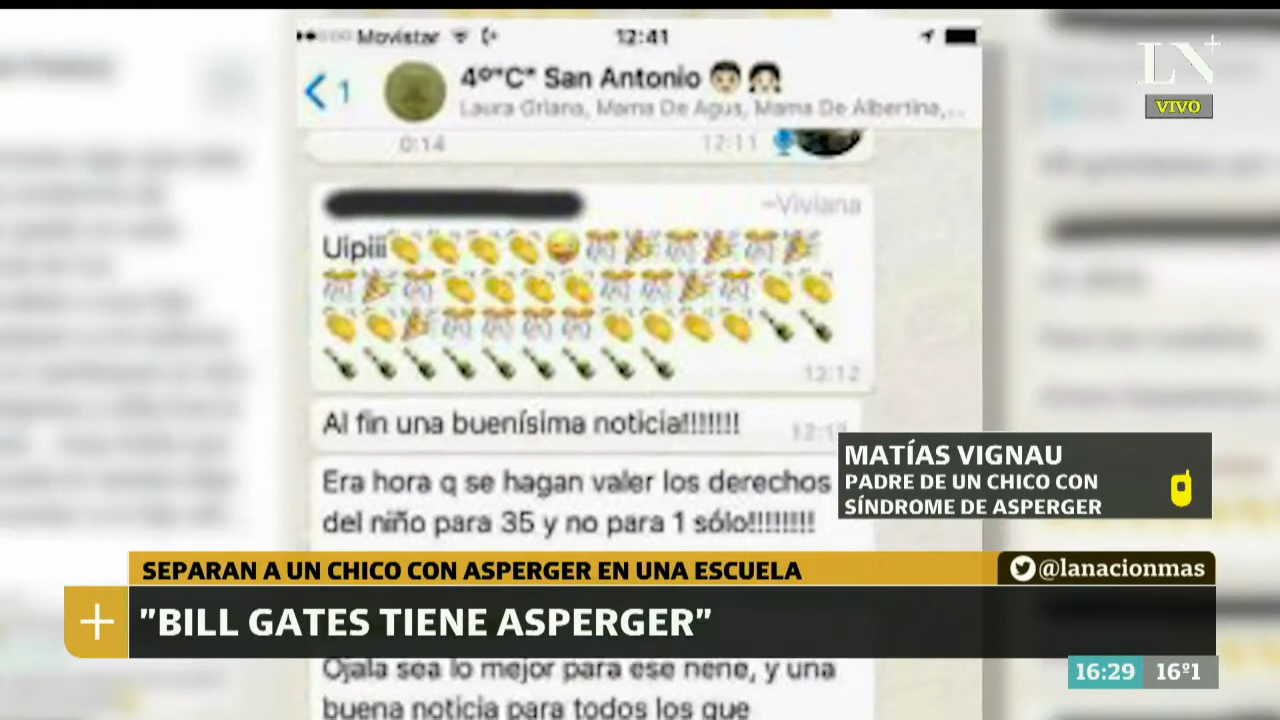 Movistar
12:41
1
4º"C" San Antonio
Laura Griano, Mama De Agus, Mama De Albertina,...
0:14
12:11
~Viviana
Uipiii
12:12
Al fin una buenísima noticia!!!!!!!
Era hora q se hagan valer los derechos
del niño para 35 y no para 1 sólo!!!!!!!!!
Ojala sea lo mejor para ese nene, y una
buena noticia para todos los que
LN+
VIVO
MATÍAS VIGNAU
PADRE DE UN CHICO CON
SÍNDROME DE ASPERGER
SEPARAN A UN CHICO CON ASPERGER EN UNA ESCUELA
@lanacionmas
"BILL GATES TIENE ASPERGER"
16:29 16º1